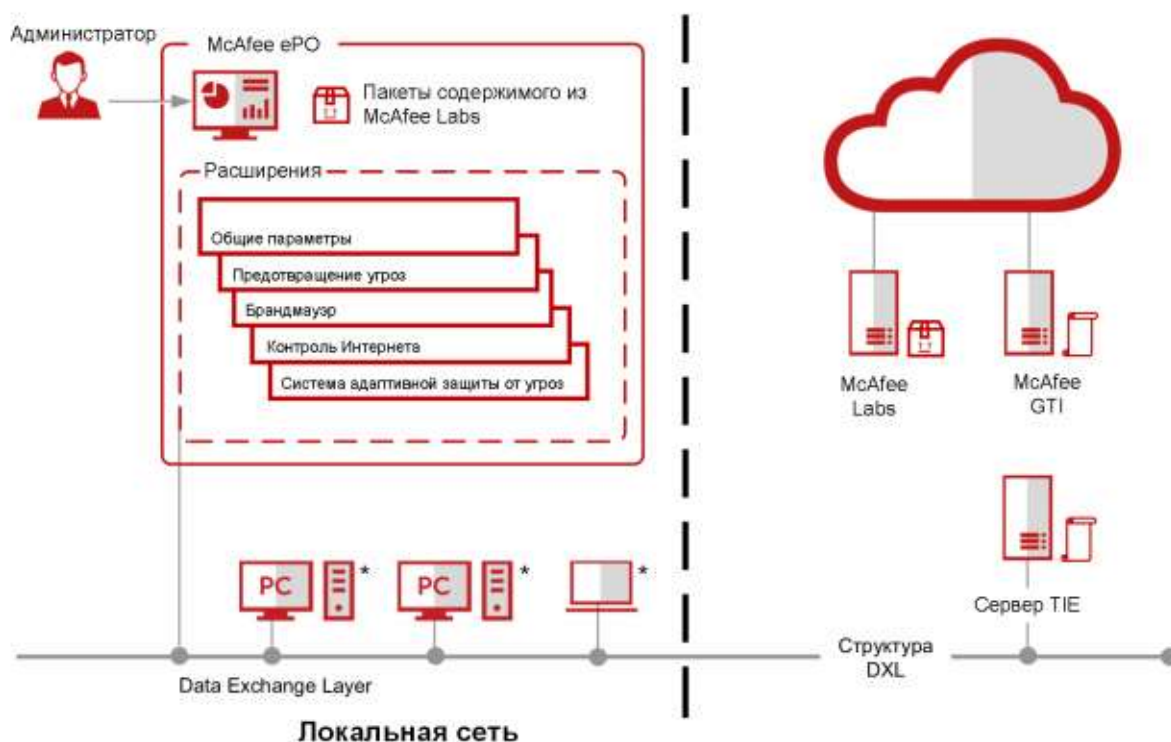 Администратор
McAfee ePO
Пакеты содержимого из
McAfee Labs
Расширения
Общие параметры
Предотвращение угроз
Брандмауэр
Контроль Интернета
Система адаптивной защиты от угроз
McAfee
Labs
McAfee
GTI
PC
*
PC
*
*
Сервер TIE
Структура
DXL
Data Exchange Layer
Локальная сеть